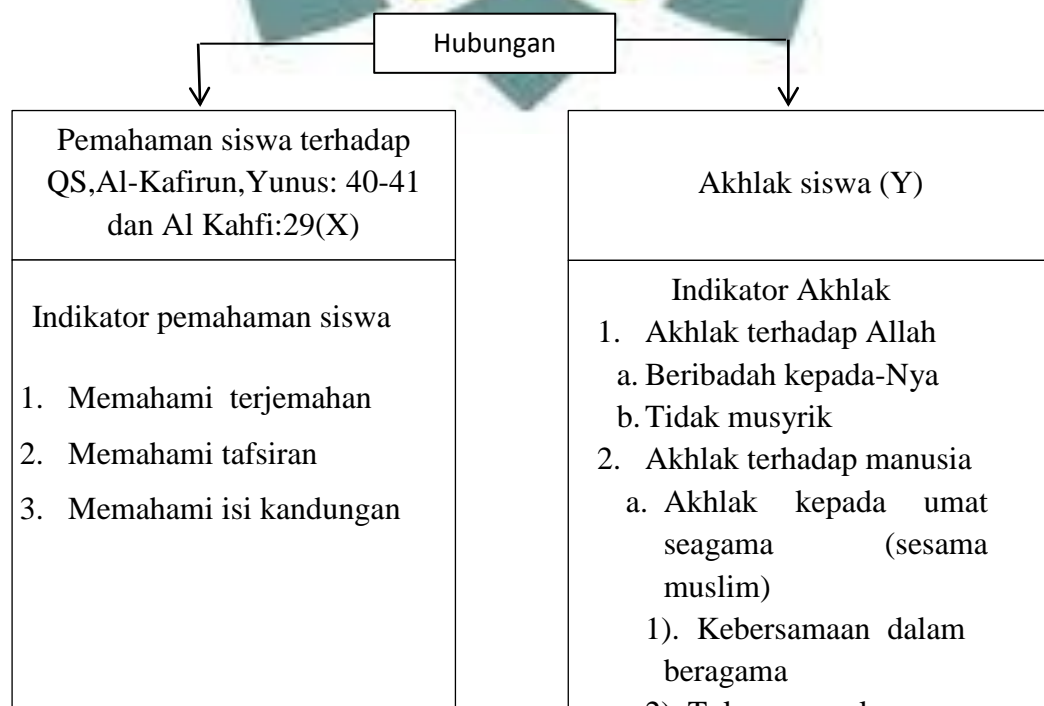 Hubungan
Pemahaman siswa terhadap
QS,Al-Kafirun,Yunus: 40-41
dan Al Kahfi:29(X)
Indikator pemahaman siswa
1. Memahami terjemahan
2. Memahami tafsiran
3. Memahami isi kandungan
Akhlak siswa (Y)
Indikator Akhlak
1. Akhlak terhadap Allah
a. Beribadah kepada-Nya
b. Tidak musyrik
2. Akhlak terhadap manusia
a. Akhlak kepada umat
seagama (sesama
muslim)
1). Kebersamaan dalam
beragama